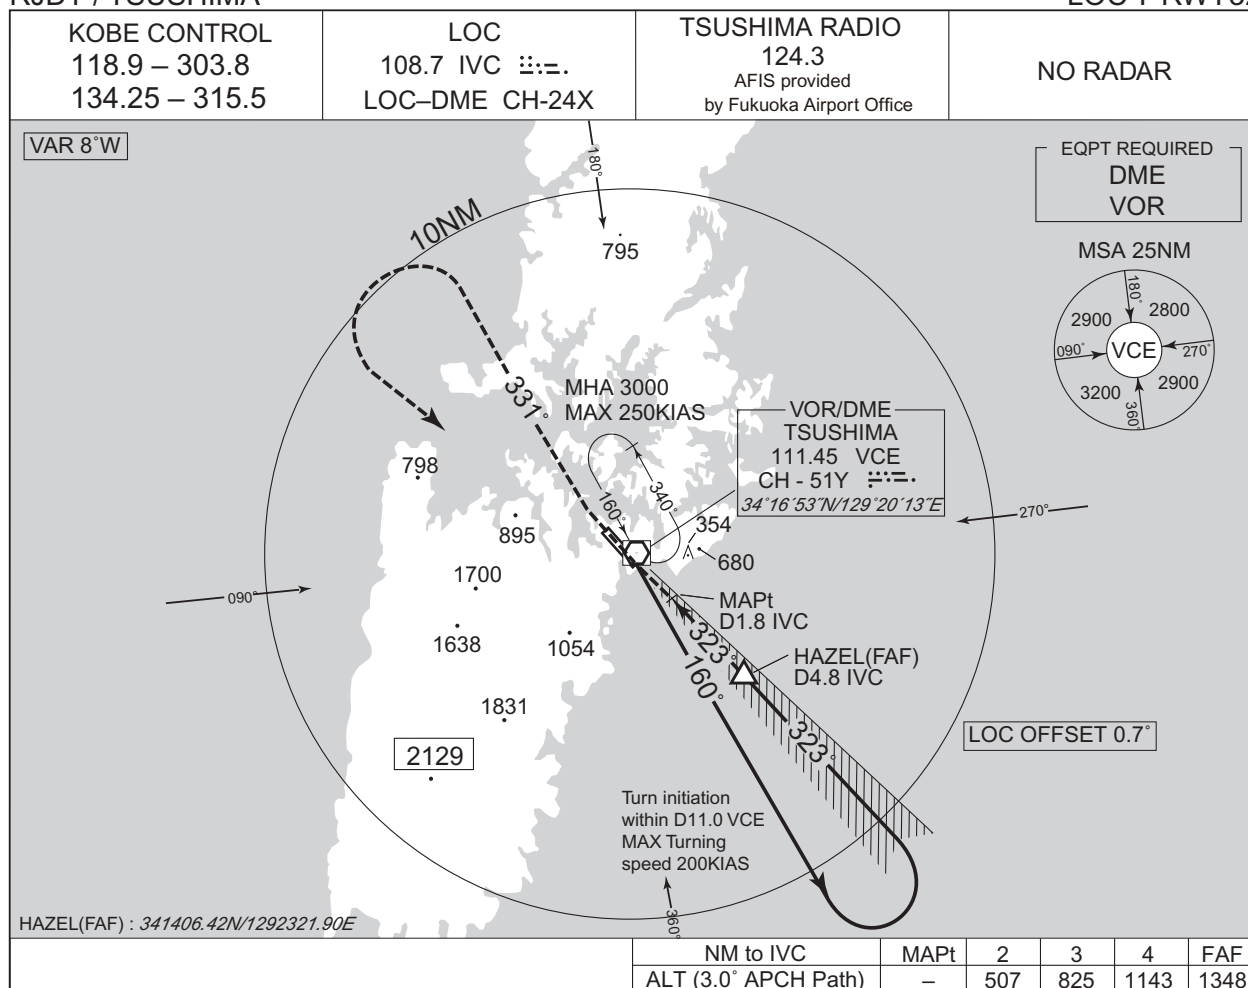 KOBE CONTROL
118.9 – 303.8
134.25 – 315.5
LOC
108.7 IVC
LOC–DME CH-24X
TSUSHIMA RADIO
124.3
AFIS provided
by Fukuoka Airport Office
NO RADAR
VAR 8°W
EQPT REQUIRED
DME
VOR
MSA 25NM
180°
2900
2800
090°
VCE
270°
3200
2900
360°
180°
10NM
795
331°
MHA 3000
MAX 250KIAS
VOR/DME
TSUSHIMA
111.45 VCE
CH - 51Y
34°16´53˝N/129°20´13˝E
798
160°
340°
895
354
680
270°
1700
090°
MAPt
D1.8 IVC
1638
1054
323°
HAZEL(FAF)
D4.8 IVC
160°
1831
323°
LOC OFFSET 0.7°
2129
Turn initiation
within D11.0 VCE
MAX Turning
speed 200KIAS
360°
HAZEL(FAF) : 341406.42N/1292321.90E
NM to IVC MAPt 2 3 4 FAF
ALT (3.0° APCH Path) – 507 825 1143 1348